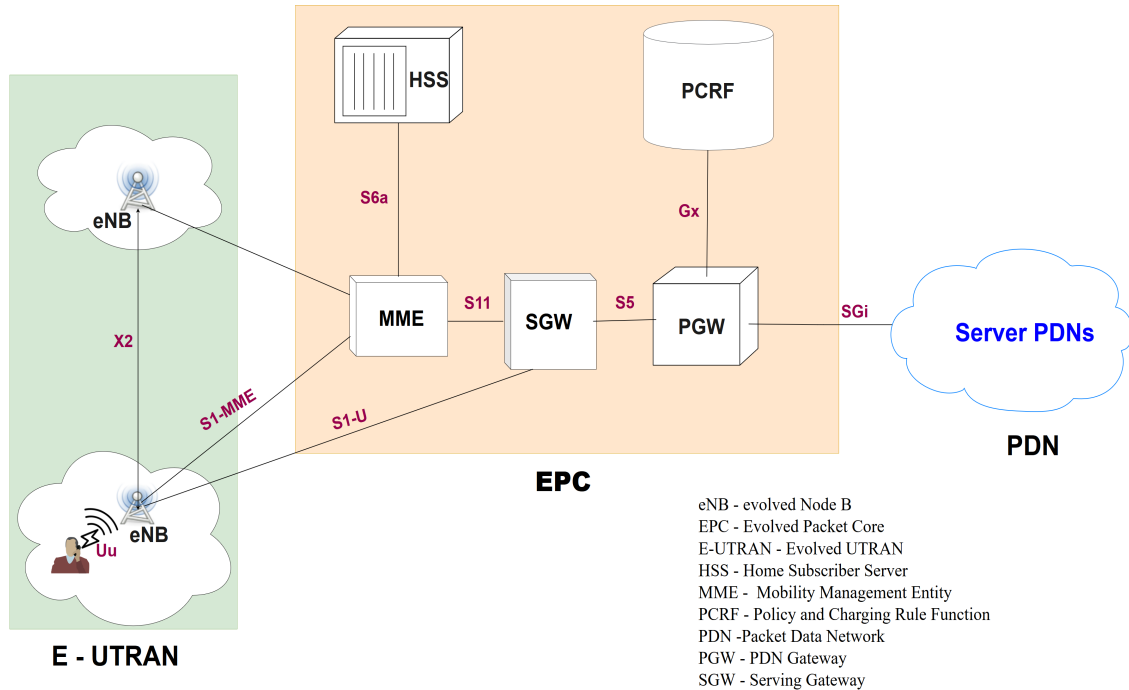 HSS
PCRF
S6a
Gx
eNB
MME
S11
SGW
S5
PGW
SGi
Server PDNs
X2
S1-MME
S1-U
PDN
EPC
eNB
Uu
E - UTRAN
eNB - evolved Node B
EPC - Evolved Packet Core
E-UTRAN - Evolved UTRAN
HSS - Home Subscriber Server
MME -  Mobility Management Entity
PCRF - Policy and Charging Rule Function
PDN -Packet Data Network
PGW - PDN Gateway
SGW - Serving Gateway